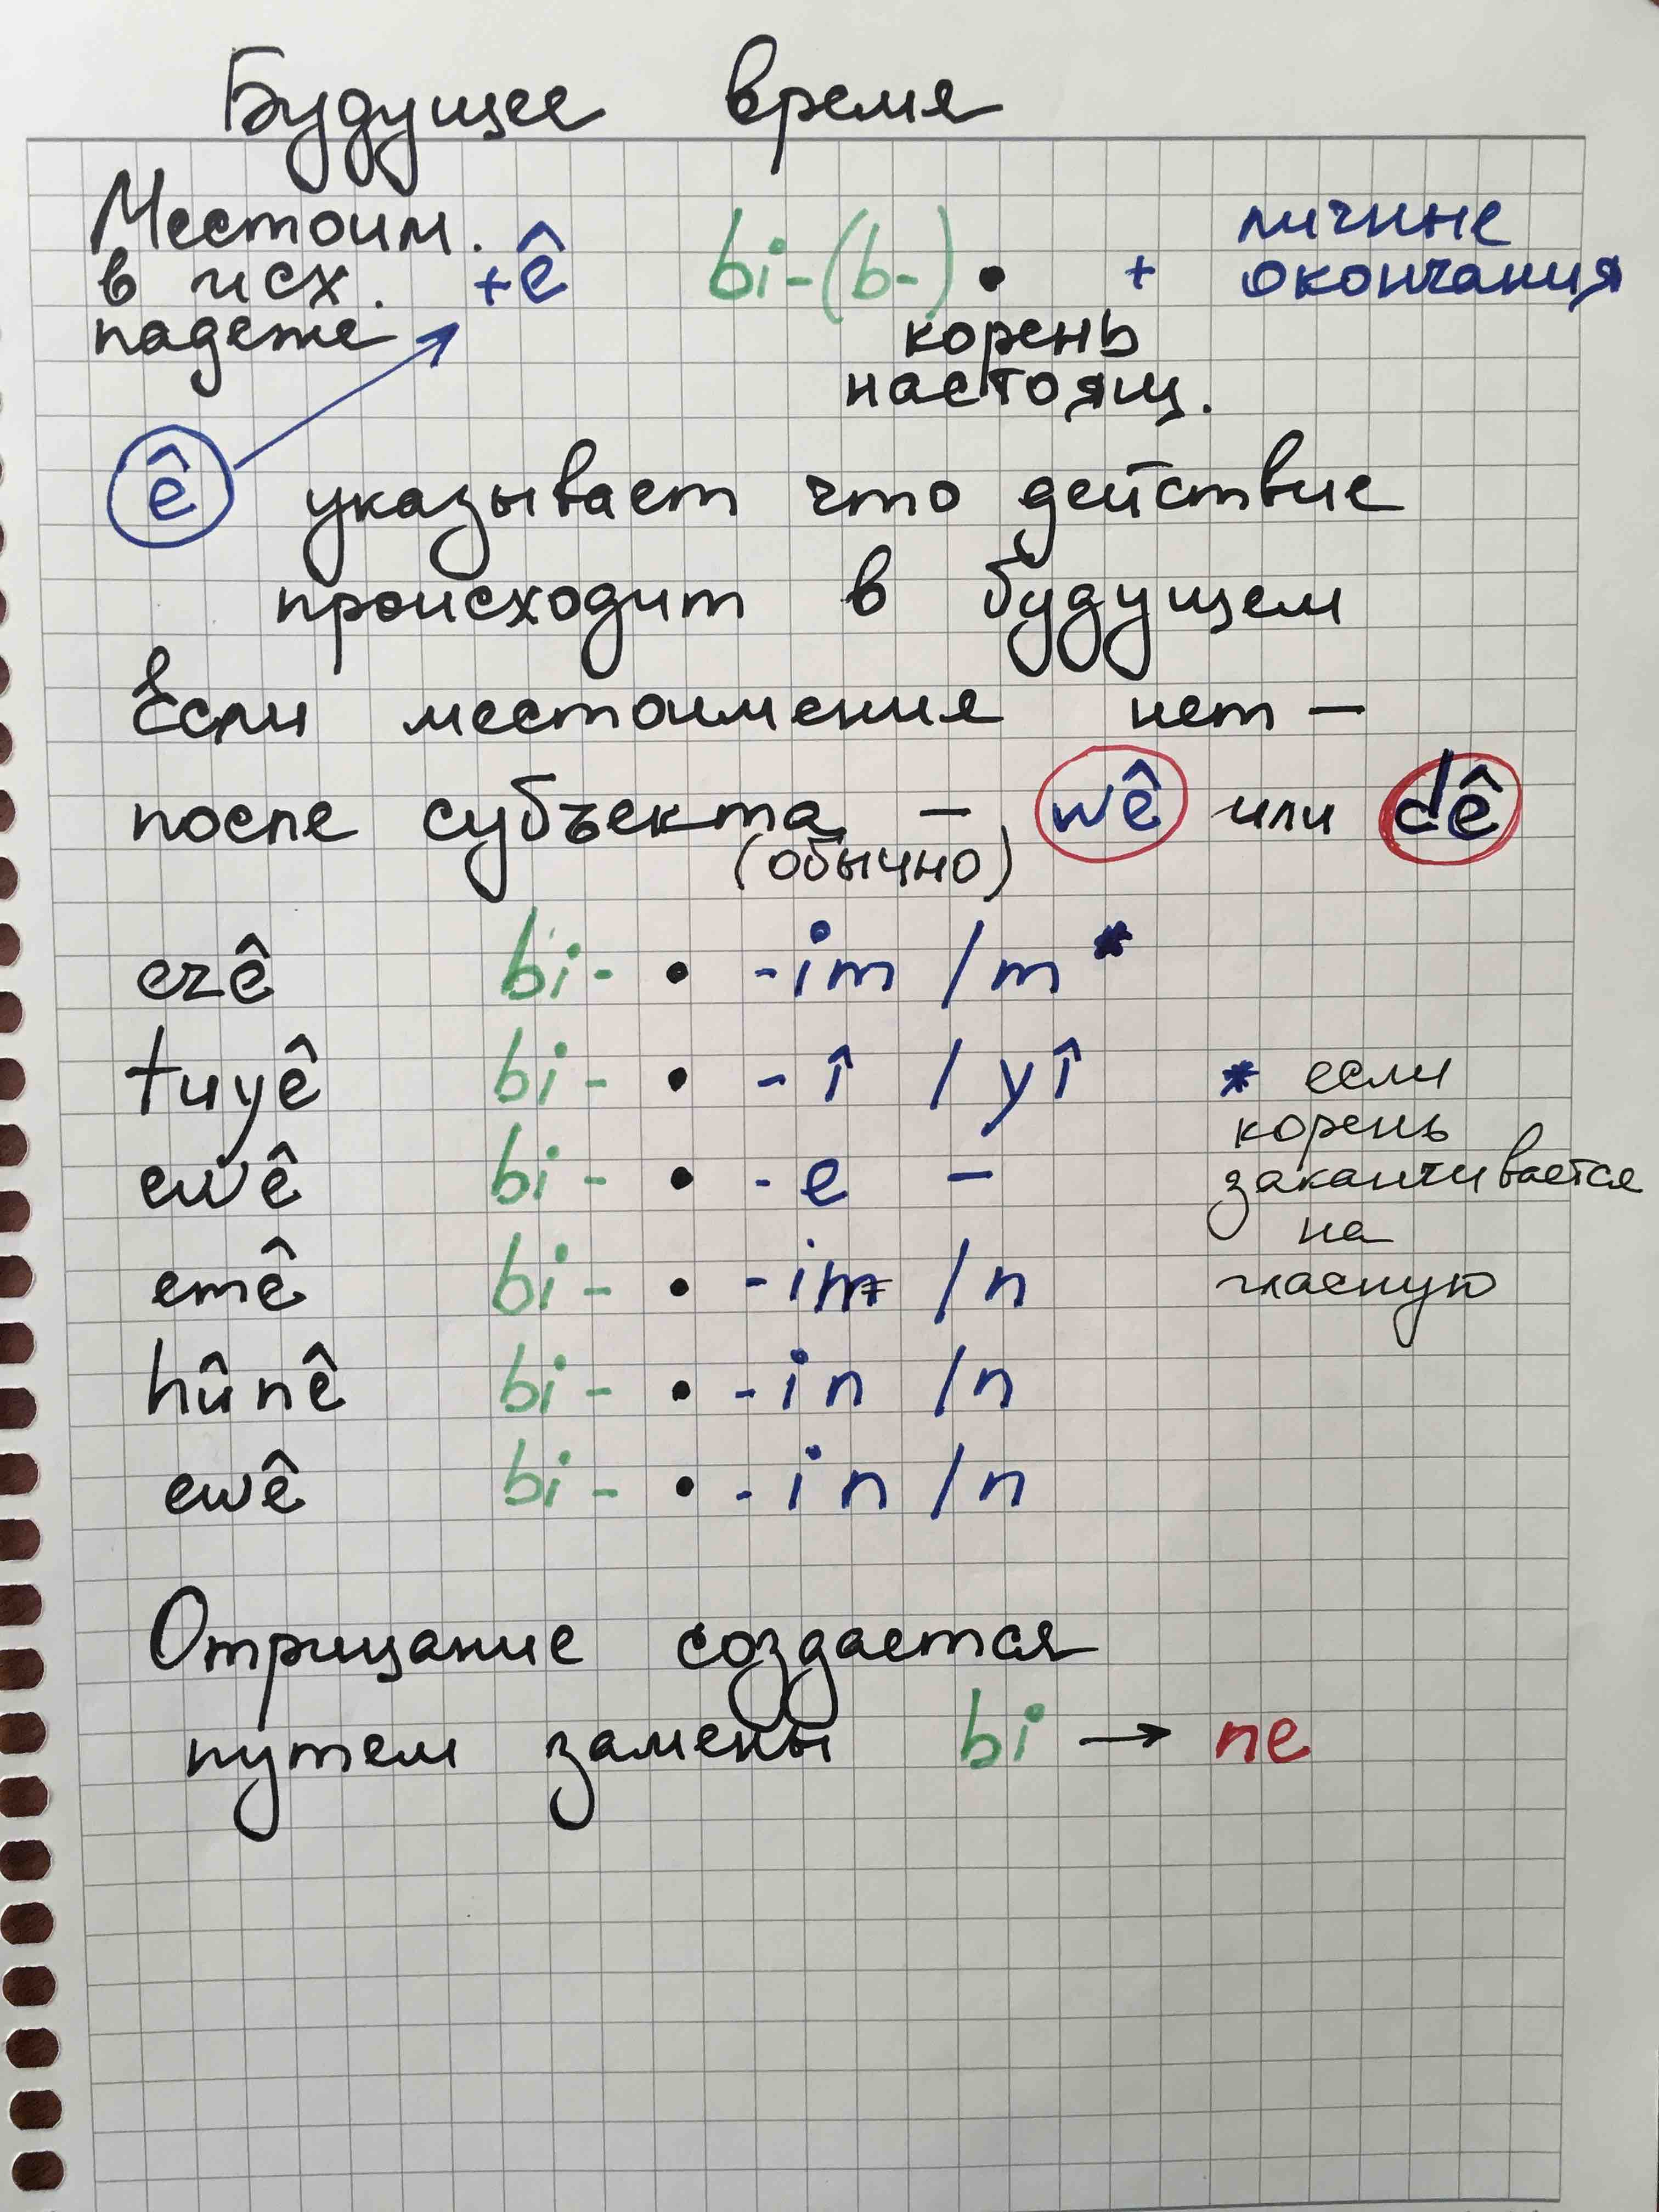 Будущее время
Местоим. в исх. падеже +ê bi-(b-) • + личные окончания
корень настоящ.
ê указывает что действие
происходит в будущем
Если местоимения нет –
после субъекта – wê или dê
(обычно)
ezê bi- • -im /m *
tuyê bi- • -î /yî
ewê bi- • -e –
emê bi- • -in /n
hûnê bi- • -in /n
ewê bi- • -in /n
* если
корень
заканчивается
на
гласную
Отрицание создается
путем замены bi → ne